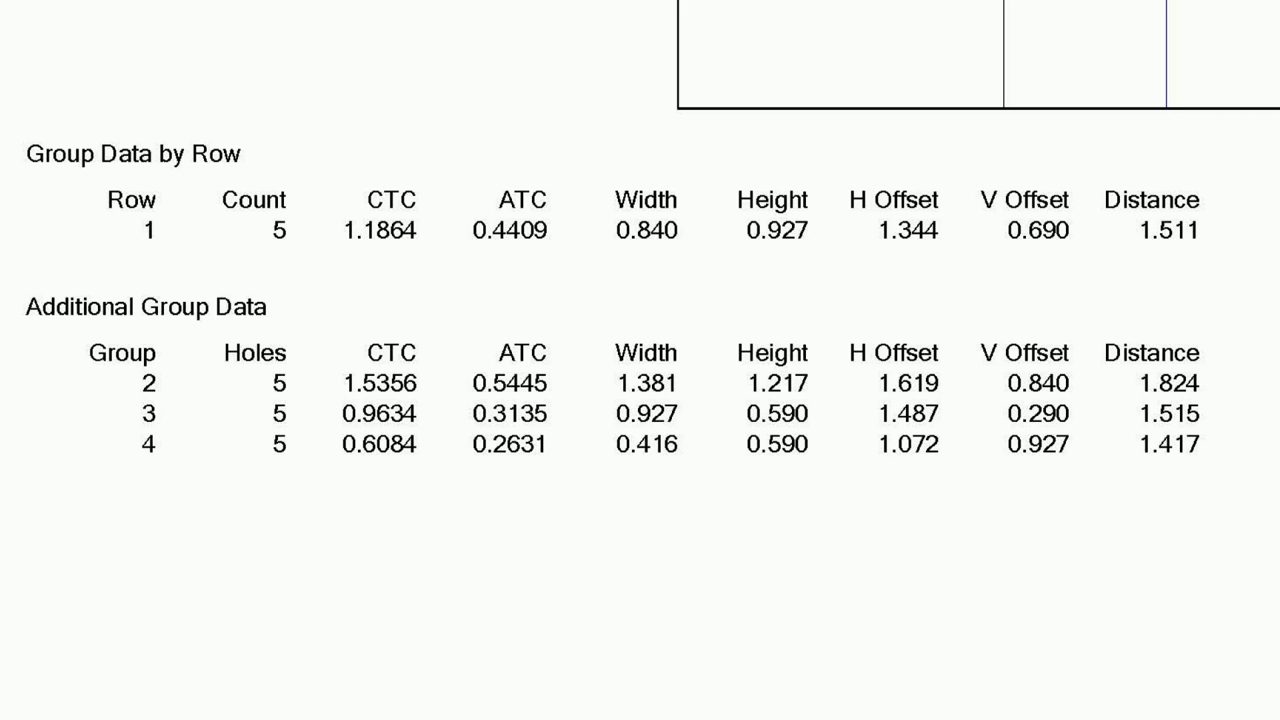 Group Data by Row
Row Count CTC ATC Width Height H Offset V Offset Distance
1 5 1.1864 0.4409 0.840 0.927 1.344 0.690 1.511
Additional Group Data
Group Holes CTC ATC Width Height H Offset V Offset Distance
2 5 1.5356 0.5445 1.381 1.217 1.619 0.840 1.824
3 5 0.9634 0.3135 0.927 0.590 1.487 0.290 1.515
4 5 0.6084 0.2631 0.416 0.590 1.072 0.927 1.417